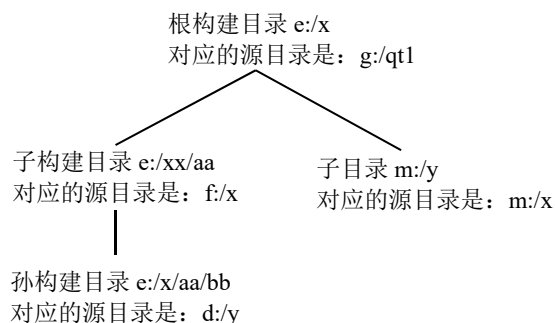 根构建目录 e:/x
对应的源目录是：g:/qt1
子构建目录 e:/xx/aa
对应的源目录是：f:/x
子目录 m:/y
对应的源目录是：m:/x
孙构建目录 e:/x/aa/bb
对应的源目录是：d:/y